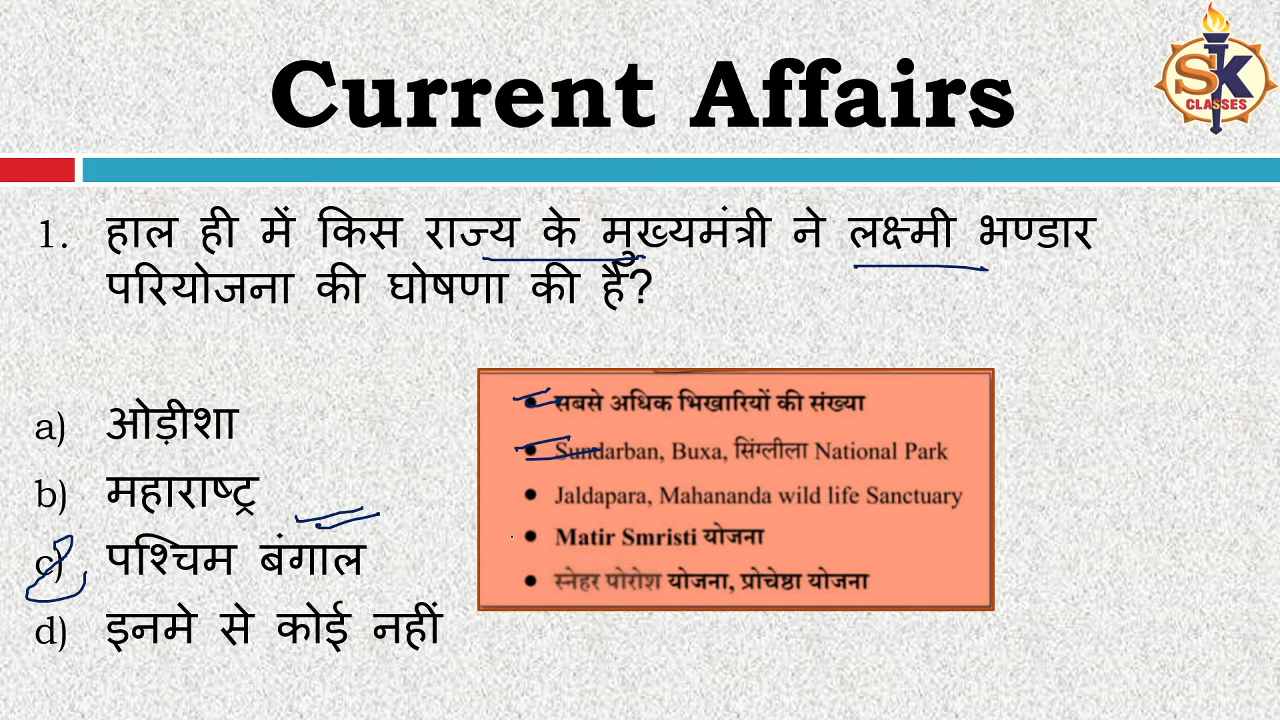 Current Affairs
SK
CLASSES
1. हाल ही में किस राज्य के मुख्यमंत्री ने लक्ष्मी भण्डार
परियोजना की घोषणा की है?
a) ओड़ीशा
b) महाराष्ट्र
c) पश्चिम बंगाल
d) इनमे से कोई नहीं
• सबसे अधिक भिखारियों की संख्या
• Sundarban, Buxa, सिंग्लीला National Park
• Jaldapara, Mahananda wild life Sanctuary
• Matir Smristi योजना
• स्नेहर पोरोश योजना, प्रोचेष्ठा योजना